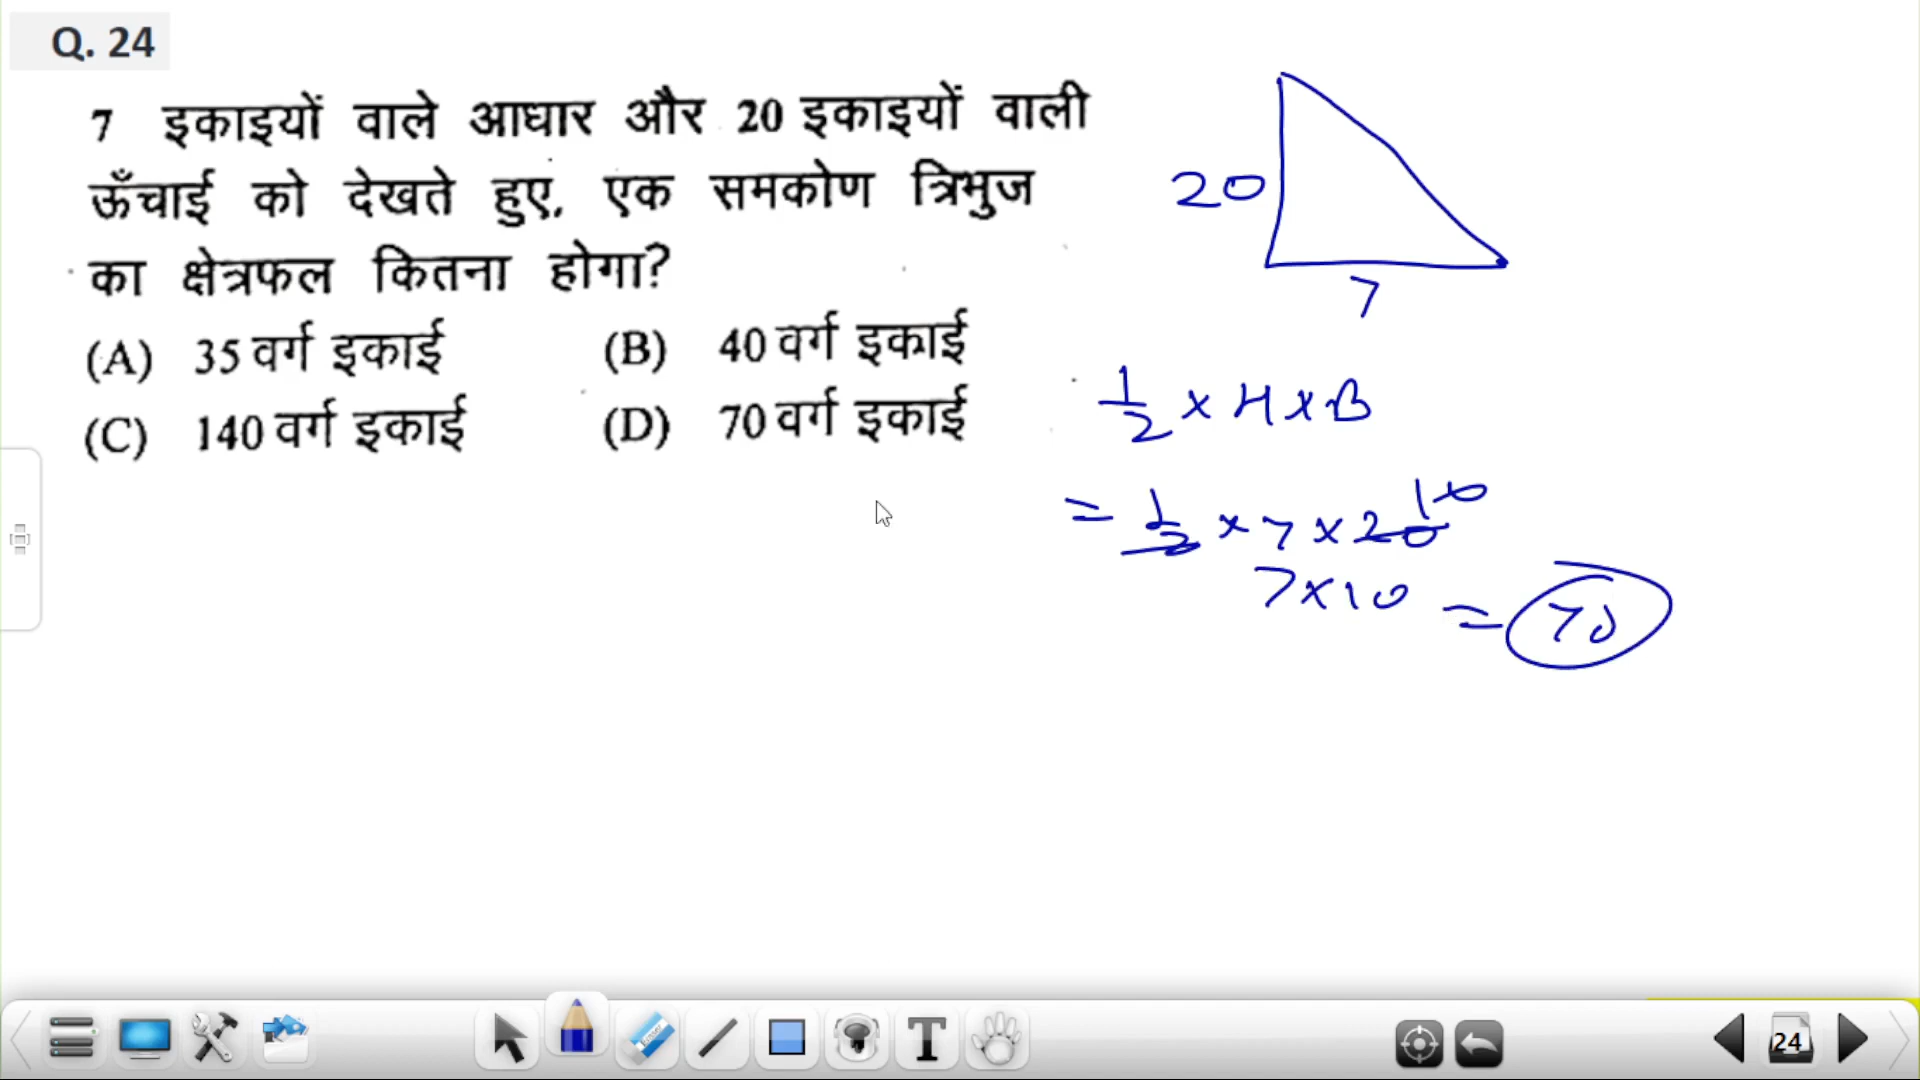 Q. 24
7 इकाइयों वाले आधार और 20 इकाइयों वाली
ऊँचाई को देखते हुए, एक समकोण त्रिभुज
का क्षेत्रफल कितना होगा?
(A) 35 वर्ग इकाई (B) 40 वर्ग इकाई
(C) 140 वर्ग इकाई (D) 70 वर्ग इकाई
20
7
1/2 × H × B
= 1/2 × 7 × 20 10
7×10 = 70
T
24